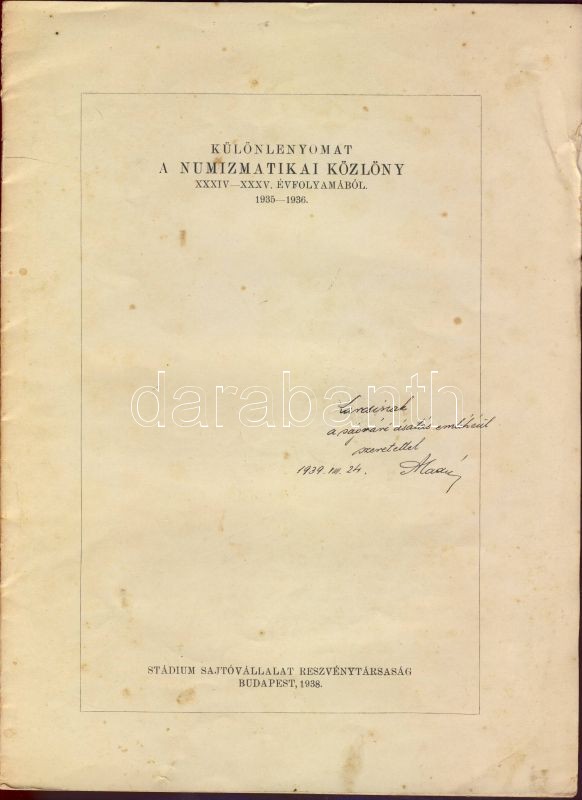 KÜLÖNLENYOMAT
A NUMIZMATIKAI KÖZLÖNY
XXXIV—XXXV. ÉVFOLYAMÁBÓL.
1935—1936.
darabanth
a ásatás emlékéül
szeretettel
1939. III. 24.
STÁDIUM SAJTÓVÁLLALAT RÉSZVÉNYTÁRSASÁG
BUDAPEST, 1938.